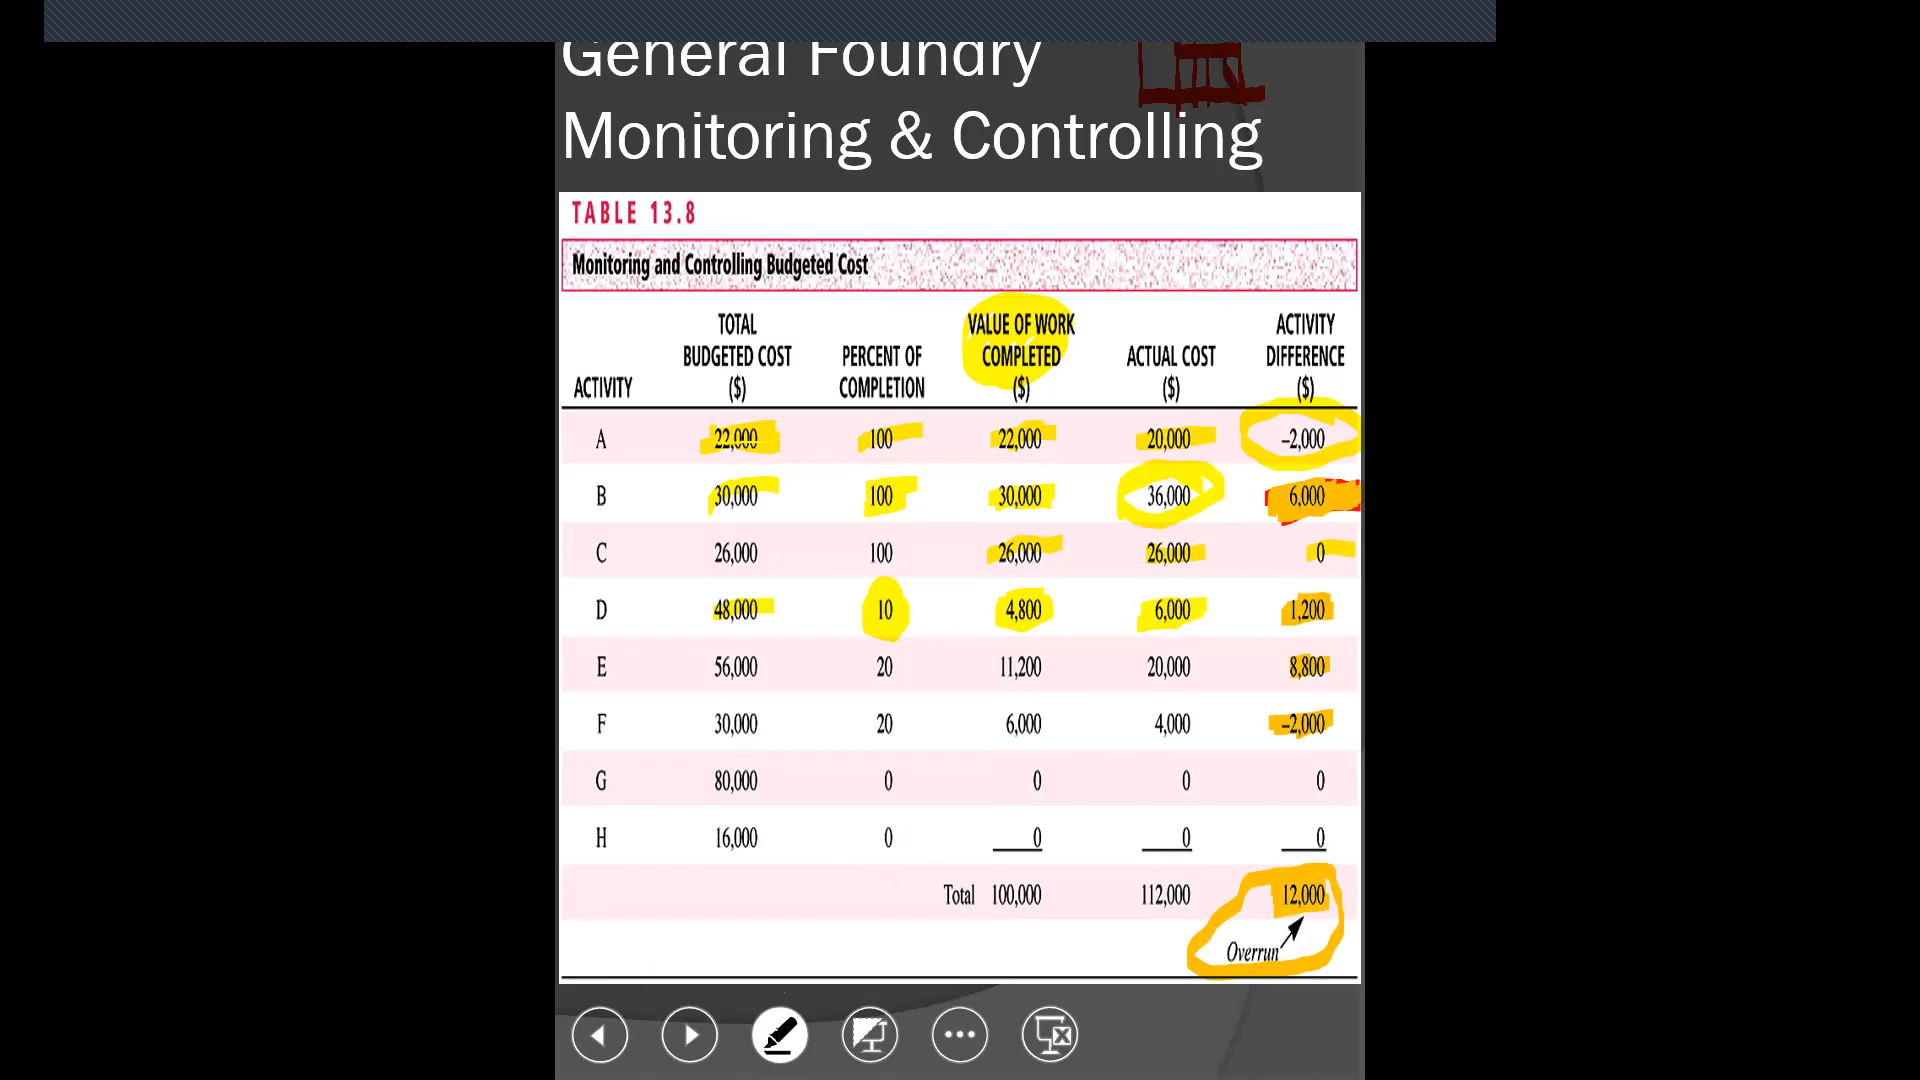 General Foundry
Monitoring & Controlling
TABLE 13.8
Monitoring and Controlling Budgeted Cost
ACTIVITY TOTAL BUDGETED COST ($) PERCENT OF COMPLETION VALUE OF WORK COMPLETED ($) ACTUAL COST ($) ACTIVITY DIFFERENCE ($)
A 22,000 100 22,000 20,000 –2,000
B 30,000 100 30,000 36,000 6,000
C 26,000 100 26,000 26,000 0
D 48,000 10 4,800 6,000 1,200
E 56,000 20 11,200 20,000 8,800
F 30,000 20 6,000 4,000 –2,000
G 80,000 0 0 0 0
H 16,000 0 0 0 0
Total 100,000 112,000 12,000
Overrun